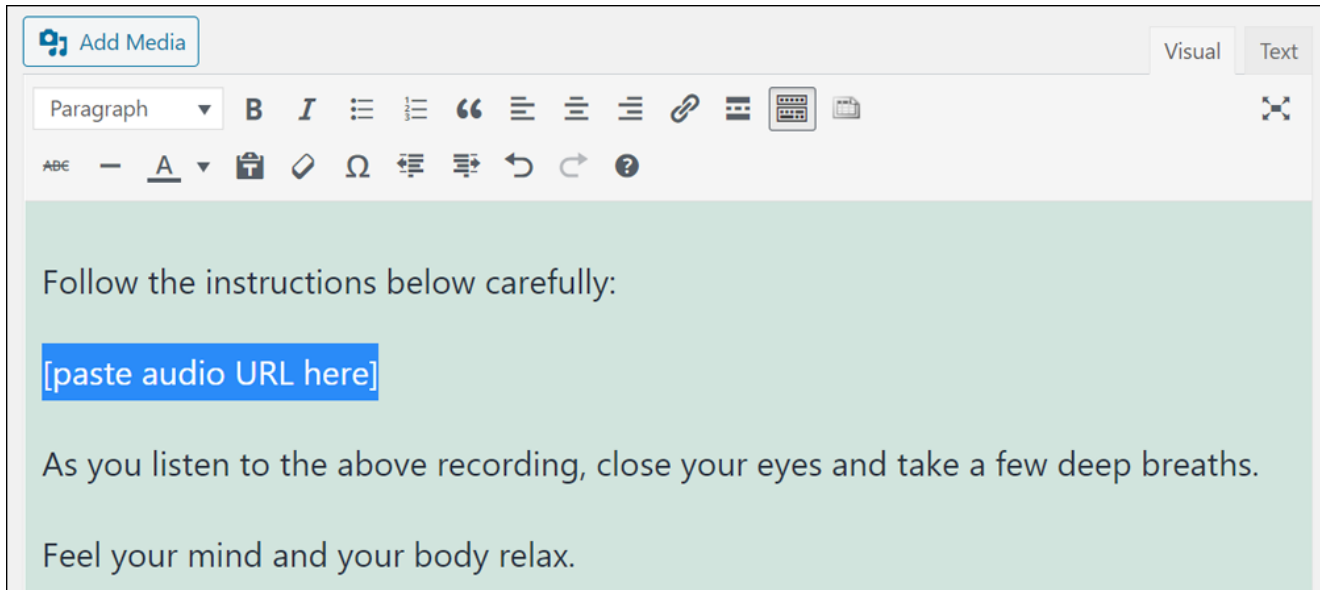 Add Media
Visual Text
Paragraph B I
ABC A T Ω ?
Follow the instructions below carefully:
[paste audio URL here]
As you listen to the above recording, close your eyes and take a few deep breaths.
Feel your mind and your body relax.